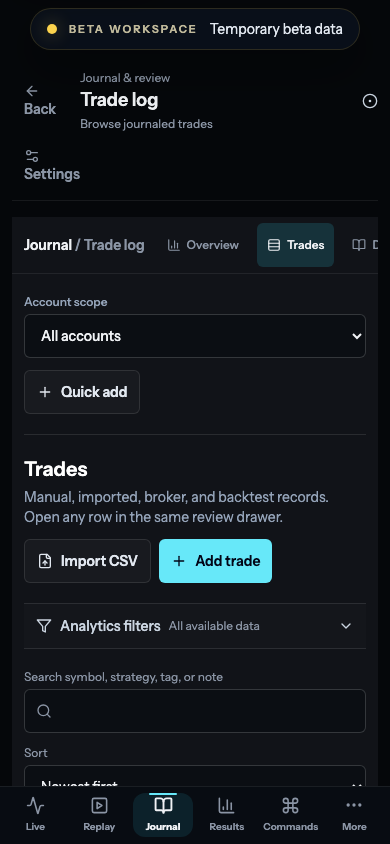 BETA WORKSPACE Temporary beta data
Journal & review
Back
Trade log
Browse journaled trades
Settings
Journal / Trade log Overview Trades
Account scope
All accounts
Quick add
Trades
Manual, imported, broker, and backtest records.
Open any row in the same review drawer.
Import CSV Add trade
Analytics filters All available data
Search symbol, strategy, tag, or note
Sort
Newest first
Live Replay Journal Results Commands More